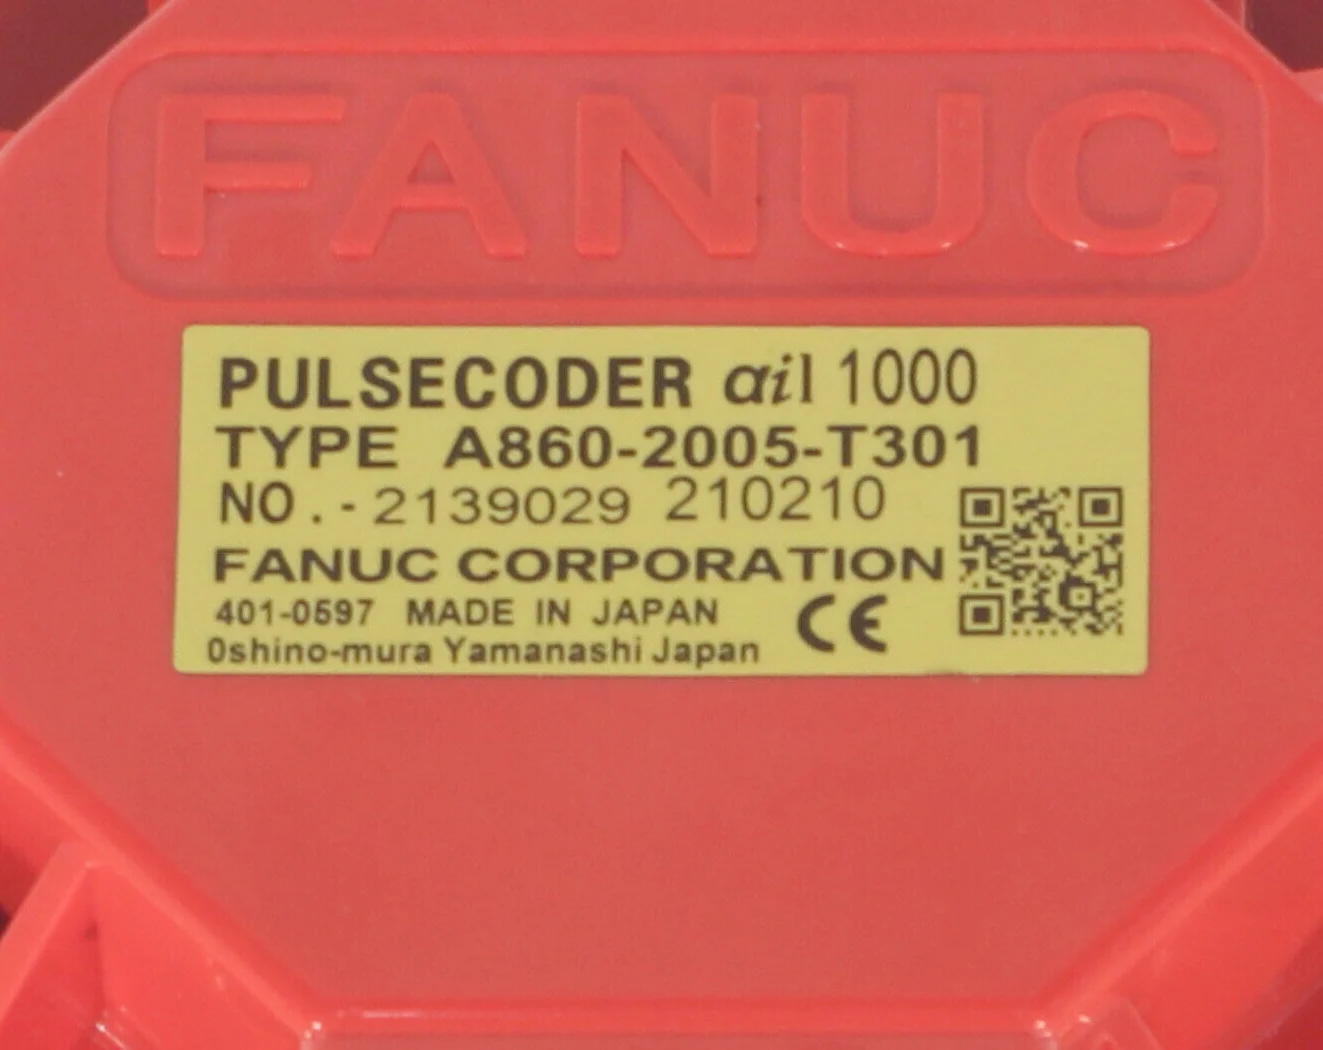 FANUC
PULSECODER αi1 1000
TYPE A860-2005-T301
NO.-2139029 210210
FANUC CORPORATION
401-0597 MADE IN JAPAN CE
Oshino-mura Yamanashi Japan